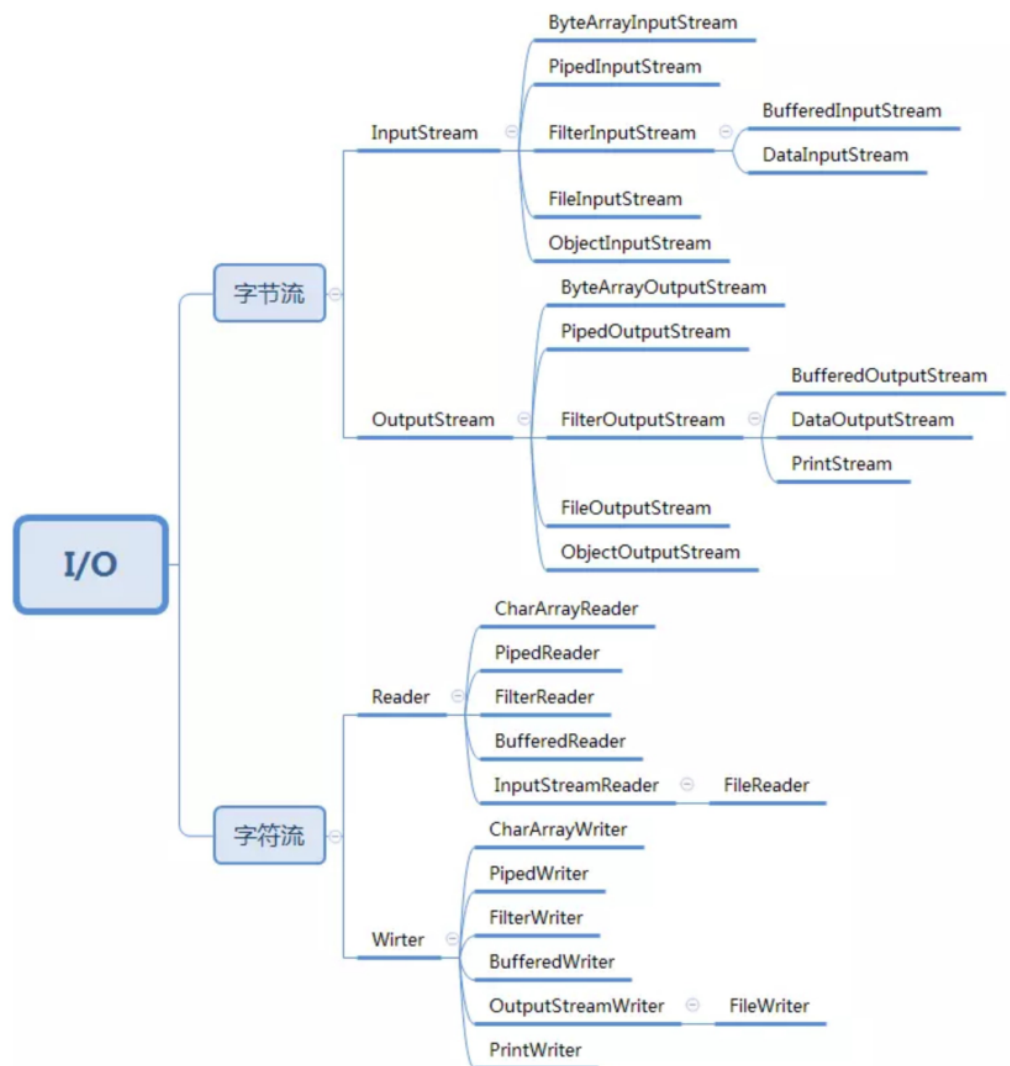 I/O
字节流
InputStream
ByteArrayInputStream
PipedInputStream
FilterInputStream
BufferedInputStream
DataInputStream
FileInputStream
ObjectInputStream
OutputStream
ByteArrayOutputStream
PipedOutputStream
FilterOutputStream
BufferedOutputStream
DataOutputStream
PrintStream
FileOutputStream
ObjectOutputStream
字符流
Reader
CharArrayReader
PipedReader
FilterReader
BufferedReader
InputStreamReader
FileReader
Wirter
CharArrayWriter
PipedWriter
FilterWriter
BufferedWriter
OutputStreamWriter
FileWriter
PrintWriter